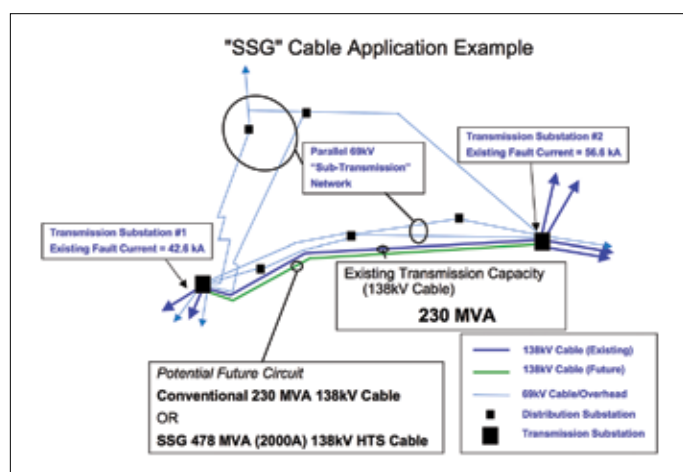 "SSG" Cable Application Example
Transmission Substation #2
Existing Fault Current = 56.6 kA
Parallel 69kV
"Sub-Transmission"
Network
Transmission Substation #1
Existing Fault Current = 42.6 kA
Existing Transmission Capacity
(138kV Cable)
230 MVA
Potential Future Circuit
Conventional 230 MVA 138kV Cable
OR
SSG 478 MVA (2000A) 138kV HTS Cable
138kV Cable (Existing)
138kV Cable (Future)
69kV Cable/Overhead
Distribution Substation
Transmission Substation